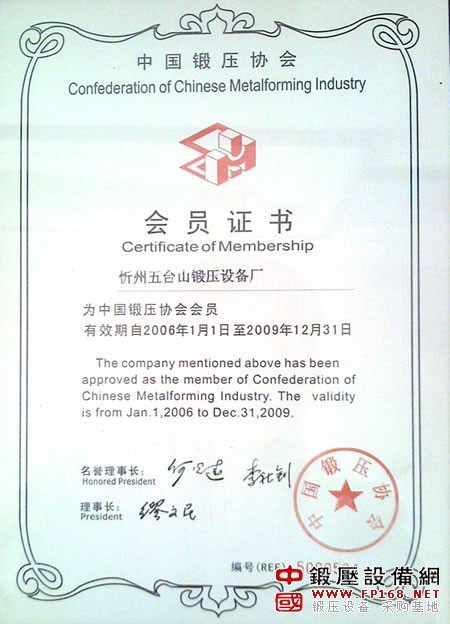 中国锻压协会
Confederation of Chinese Metalforming Industry
会员证书
Certificate of Membership
忻州五台山锻压设备厂
为中国锻压协会会员
有效期自2006年1月1日至2009年12月31日
The company mentioned above has been
approved as the member of Confederation of
Chinese Metalforming Industry. The validity
is from Jan.1,2006 to Dec.31,2009.
名誉理事长:
Honored President
理事长:
President
中国锻压协会
编号(REF)
中國 鍛壓設備網
WWW.FP168.NET
锻压设备 采购基地